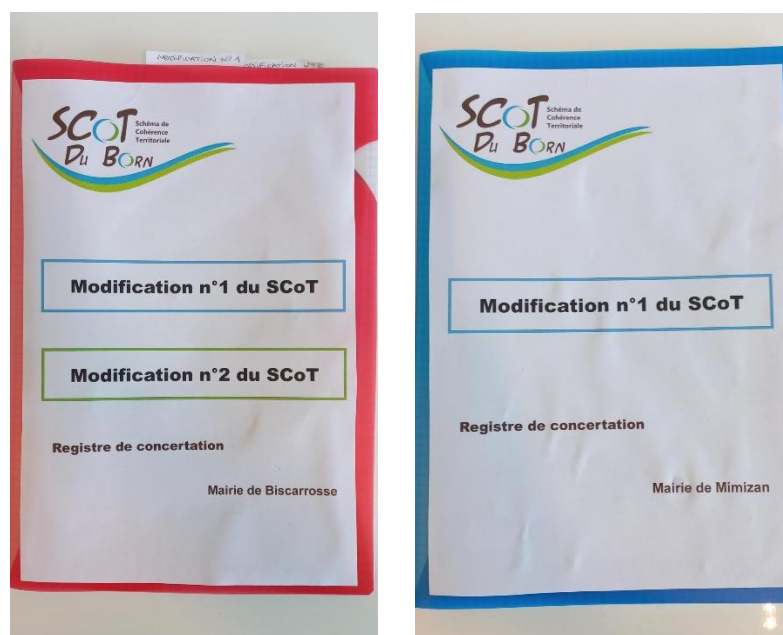 MODIFICATION N°1
SCoT
Schéma de
Cohérence
Territoriale
Du Born
Modification n°1 du SCoT
Modification n°2 du SCoT
Registre de concertation
Mairie de Biscarrosse
SCoT
Schéma de
Cohérence
Territoriale
Du Born
Modification n°1 du SCoT
Registre de concertation
Mairie de Mimizan